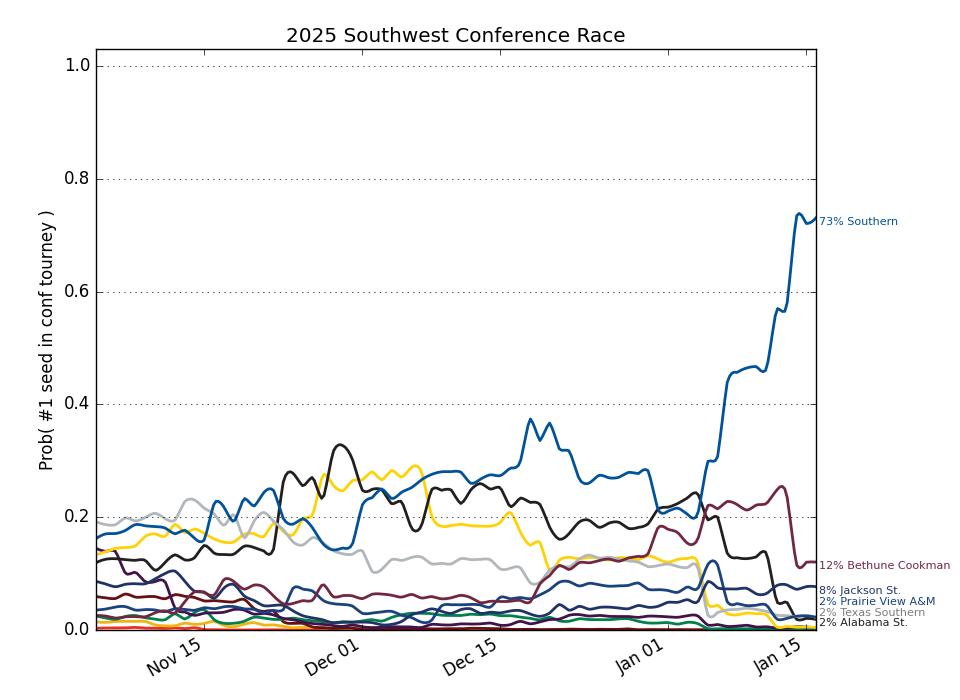 2025 Southwest Conference Race
Prob( #1 seed in conf tourney )
1.0
0.8
0.6
0.4
0.2
0.0
Nov 15
Dec 01
Dec 15
Jan 01
Jan 15
73% Southern
12% Bethune Cookman
8% Jackson St.
2% Prairie View A&M
2% Texas Southern
2% Alabama St.